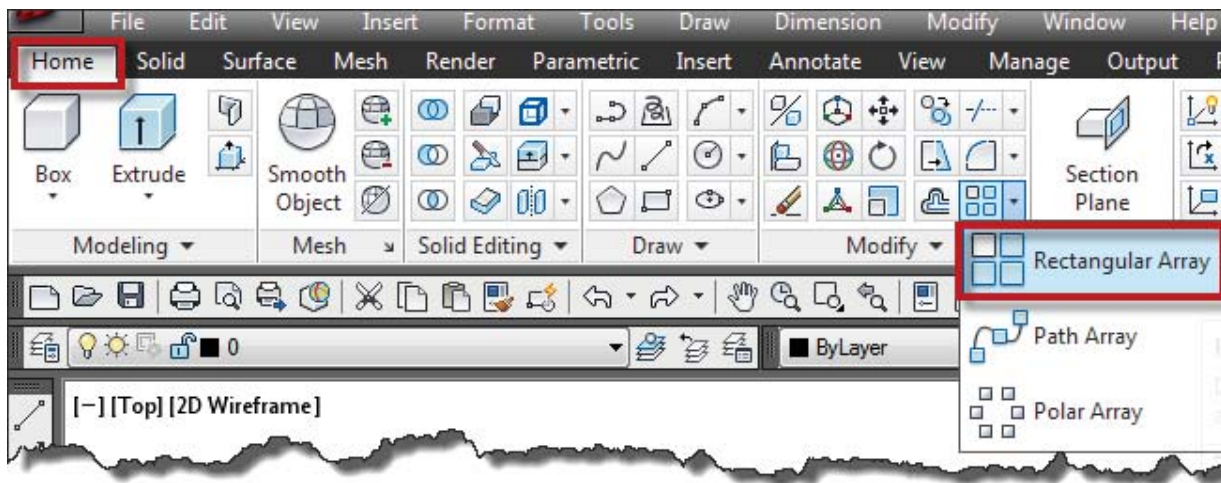 File Edit View Insert Format Tools Draw Dimension Modify Window Help
Home Solid Surface Mesh Render Parametric Insert Annotate View Manage Output
Box Extrude Smooth Object Section Plane
Modeling Mesh Solid Editing Draw Modify
Rectangular Array
0 ByLayer
Path Array
[−] [Top] [2D Wireframe]
Polar Array